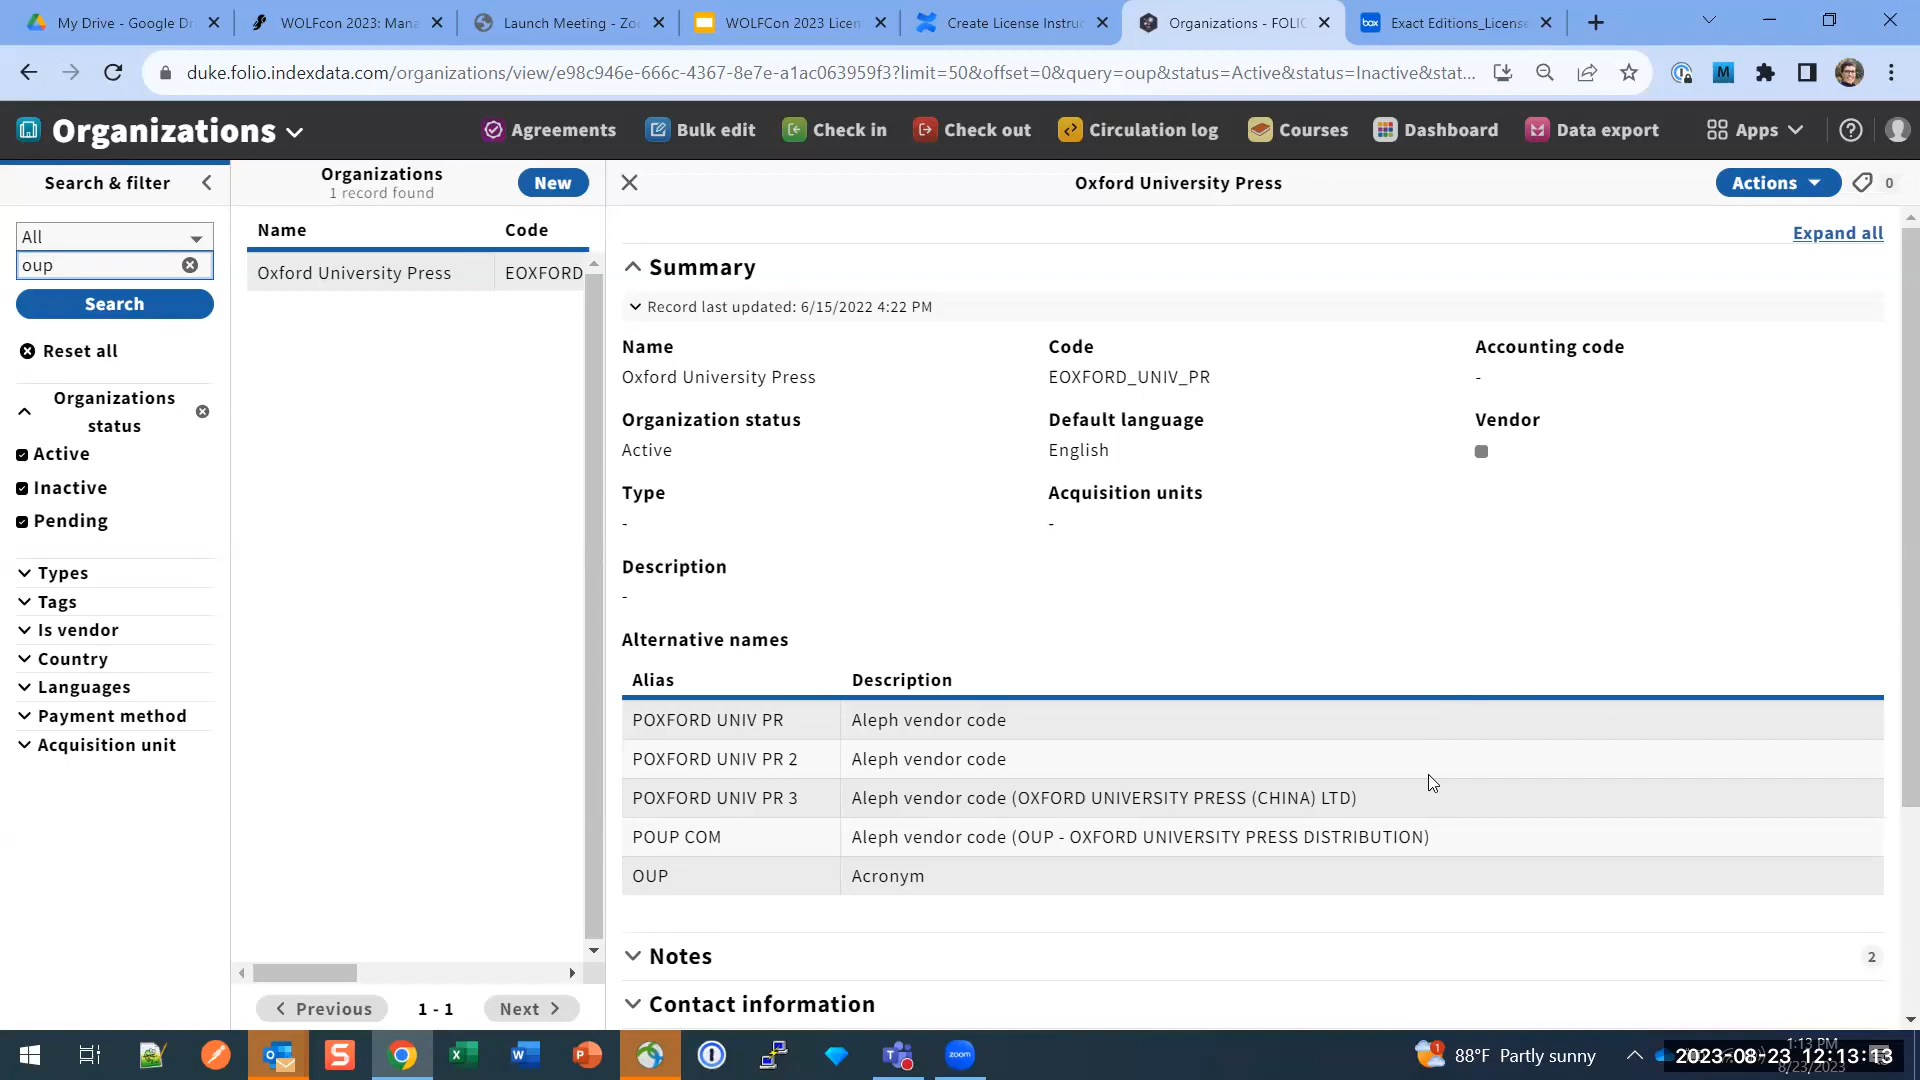 My Drive - Google Dr
WOLFcon 2023: Mana
Launch Meeting - Zoo
WOLFCon 2023 Licen
Create License Instruc
Organizations - FOLIO
box
Exact Editions_License
duke.folio.indexdata.com/organizations/view/e98c946e-666c-4367-8e7e-a1ac063959f3?limit=50&offset=0&query=oup&status=Active&status=Inactive&stat...
Organizations
Agreements
Bulk edit
Check in
Check out
Circulation log
Courses
Dashboard
Data export
Apps
Search & filter
Organizations
1 record found
New
Oxford University Press
Actions
0
All
oup
Search
Reset all
Organizations
status
Active
Inactive
Pending
Types
Tags
Is vendor
Country
Languages
Payment method
Acquisition unit
Name Code
Oxford University Press EOXFORD
Previous 1 - 1 Next
Expand all
Summary
Record last updated: 6/15/2022 4:22 PM
Name Code Accounting code
Oxford University Press EOXFORD_UNIV_PR -
Organization status Default language Vendor
Active English
Type Acquisition units
- -
Description
-
Alternative names
Alias Description
POXFORD UNIV PR Aleph vendor code
POXFORD UNIV PR 2 Aleph vendor code
POXFORD UNIV PR 3 Aleph vendor code (OXFORD UNIVERSITY PRESS (CHINA) LTD)
POUP COM Aleph vendor code (OUP - OXFORD UNIVERSITY PRESS DISTRIBUTION)
OUP Acronym
Notes 2
Contact information
zoom
88°F Partly sunny
1:13 PM
2023-08-23 12:13:13
8/23/2023